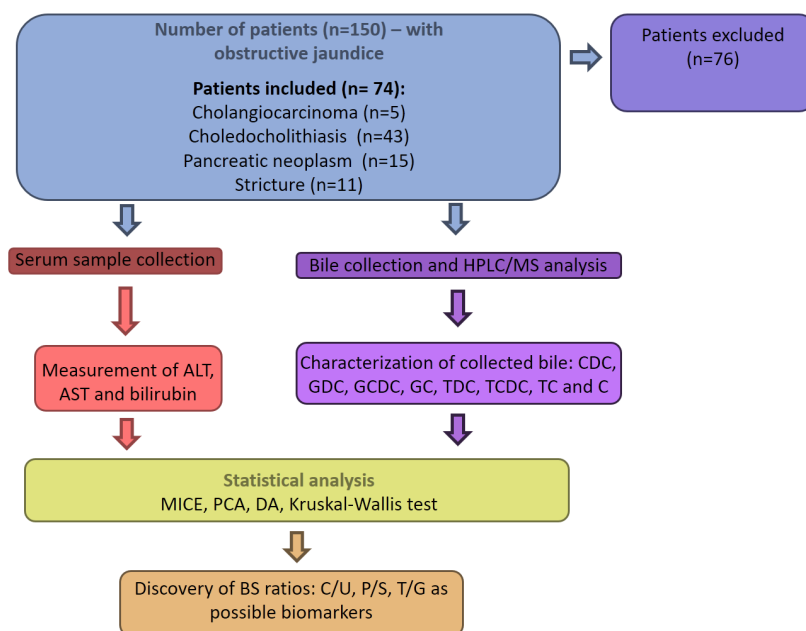 Number of patients (n=150) – with
obstructive jaundice
Patients included (n= 74):
Cholangiocarcinoma (n=5)
Choledocholithiasis (n=43)
Pancreatic neoplasm (n=15)
Stricture (n=11)
Patients excluded
(n=76)
Serum sample collection
Bile collection and HPLC/MS analysis
Measurement of ALT,
AST and bilirubin
Characterization of collected bile: CDC,
GDC, GCDC, GC, TDC, TCDC, TC and C
Statistical analysis
MICE, PCA, DA, Kruskal-Wallis test
Discovery of BS ratios: C/U, P/S, T/G as
possible biomarkers